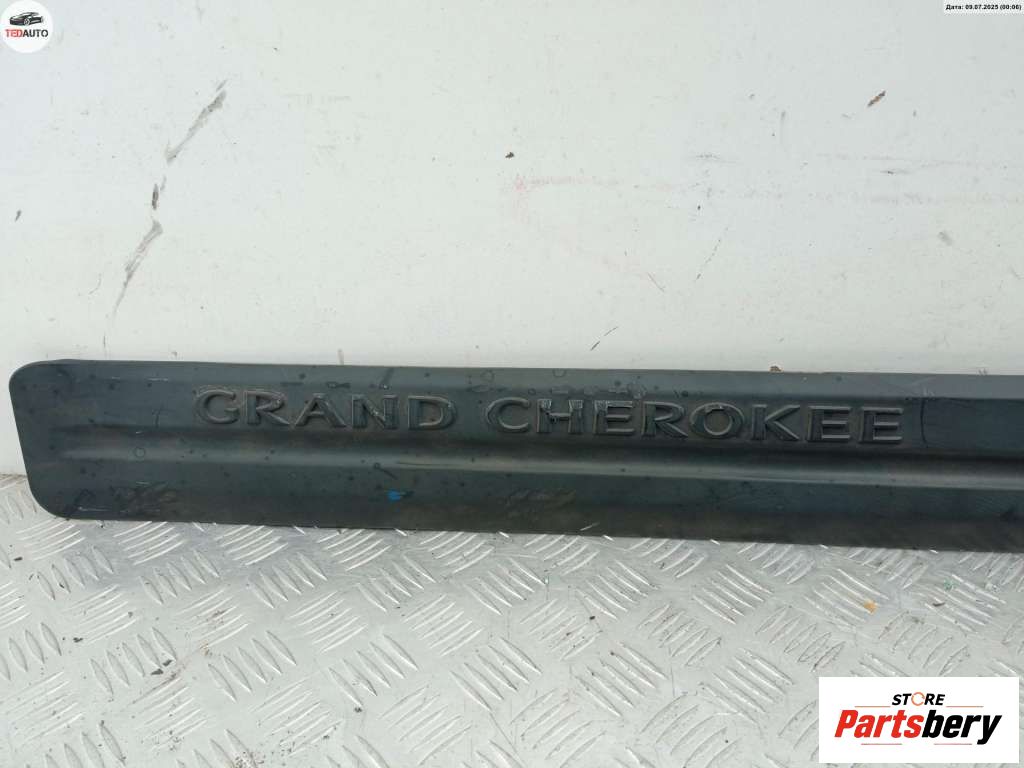 TEDAUTO
Дата: 09.07.2025 (00:06)
GRAND CHEROKEE
STORE
Partsbery